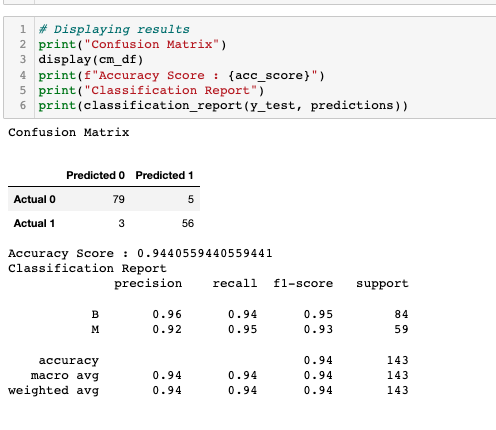 1 # Displaying results
2 print("Confusion Matrix")
3 display(cm_df)
4 print(f"Accuracy Score : {acc_score}")
5 print("Classification Report")
6 print(classification_report(y_test, predictions))
Confusion Matrix
Predicted 0 Predicted 1
Actual 0 79 5
Actual 1 3 56
Accuracy Score : 0.9440559440559441
Classification Report
precision recall f1-score support
B 0.96 0.94 0.95 84
M 0.92 0.95 0.93 59
accuracy 0.94 143
macro avg 0.94 0.94 0.94 143
weighted avg 0.94 0.94 0.94 143